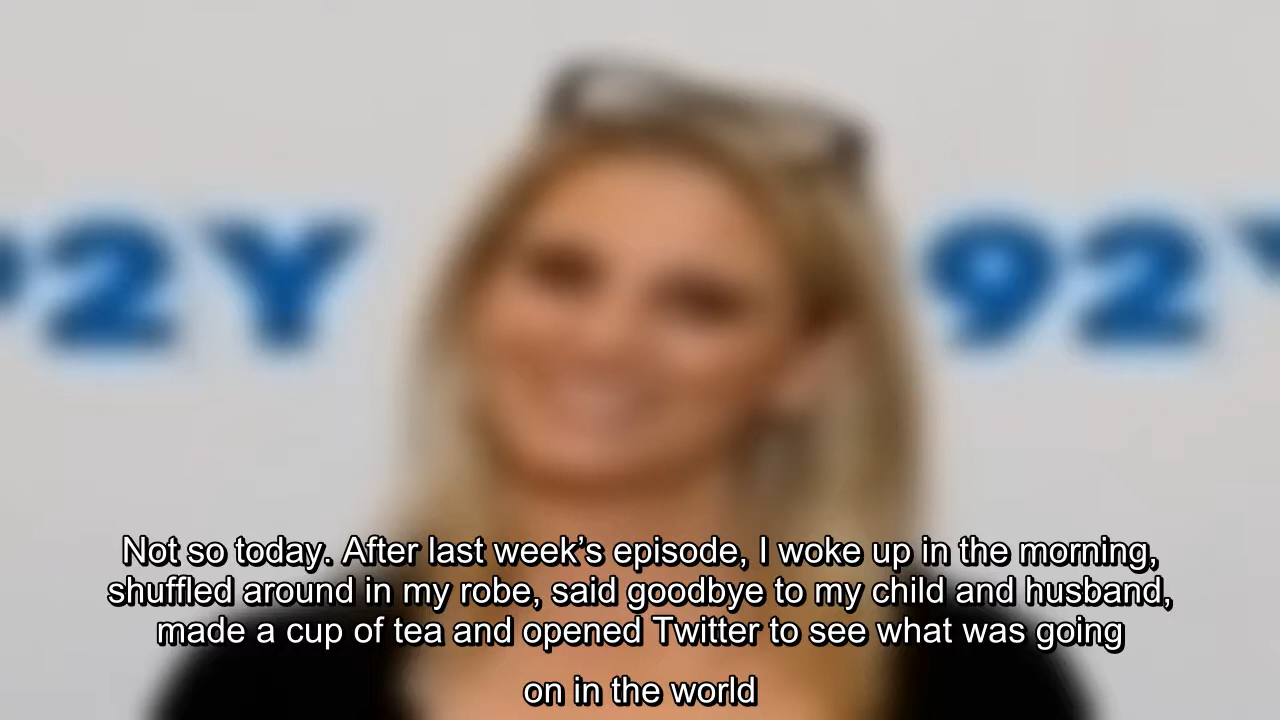 92Y 92Y
Not so today. After last week’s episode, I woke up in the morning,
shuffled around in my robe, said goodbye to my child and husband,
made a cup of tea and opened Twitter to see what was going
on in the world